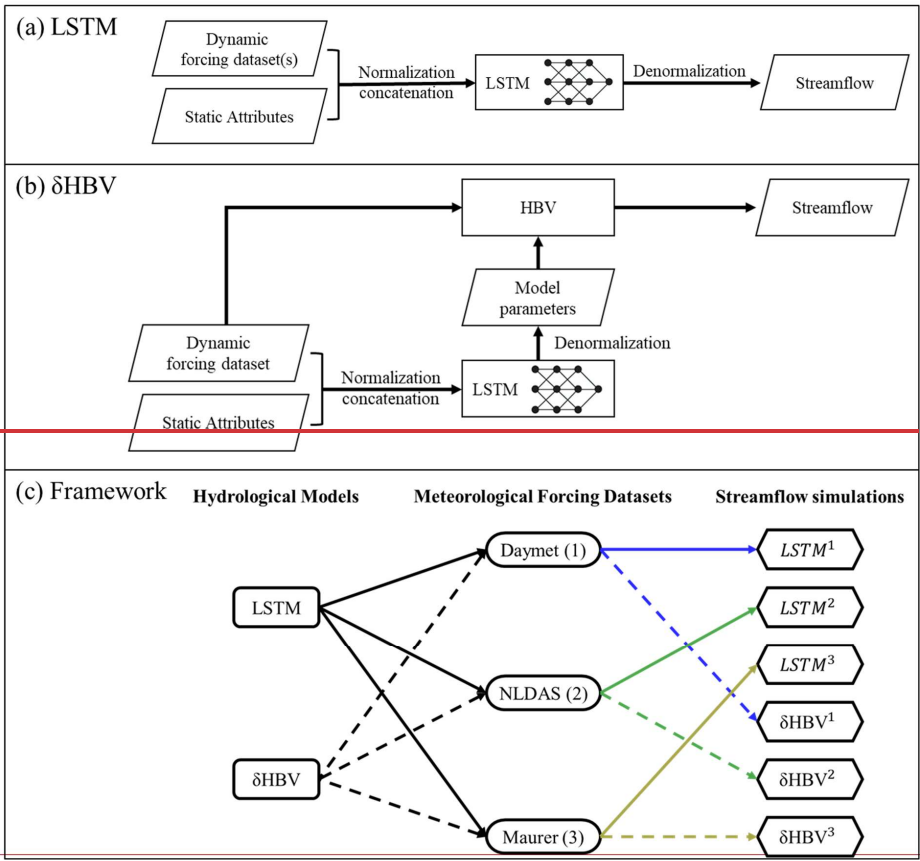 (a) LSTM
Dynamic
forcing dataset(s)
Static Attributes
Normalization
concatenation
LSTM
Denormalization
Streamflow
(b) δHBV
HBV
Streamflow
Model
parameters
Denormalization
Dynamic
forcing dataset
Static Attributes
Normalization
concatenation
LSTM
(c) Framework
Hydrological Models
Meteorological Forcing Datasets
Streamflow simulations
LSTM
δHBV
Daymet (1)
NLDAS (2)
Maurer (3)
LSTM¹
LSTM²
LSTM³
δHBV¹
δHBV²
δHBV³